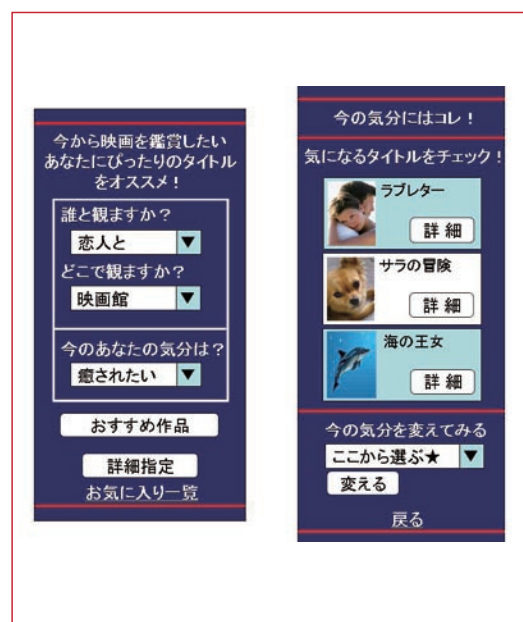 今から映画を鑑賞したい
あなたにぴったりのタイトル
をオススメ！
誰と観ますか？
恋人と ▼
どこで観ますか？
映画館 ▼
今のあなたの気分は？
癒されたい ▼
おすすめ作品
詳細指定
お気に入り一覧
今の気分にはコレ！
気になるタイトルをチェック！
ラブレター
詳細
サラの冒険
詳細
海の王女
詳細
今の気分を変えてみる
ここから選ぶ★ ▼
変える
戻る